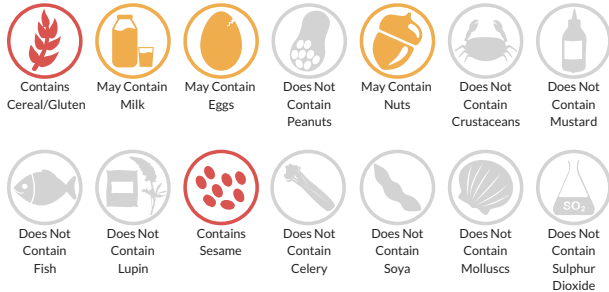 Contains
Cereal/Gluten
May Contain
Milk
May Contain
Eggs
Does Not
Contain
Peanuts
May Contain
Nuts
Does Not
Contain
Crustaceans
Does Not
Contain
Mustard
Does Not
Contain
Fish
Does Not
Contain
Lupin
Contains
Sesame
Does Not
Contain
Celery
Does Not
Contain
Soya
Does Not
Contain
Molluscs
SO₂
Does Not
Contain
Sulphur
Dioxide